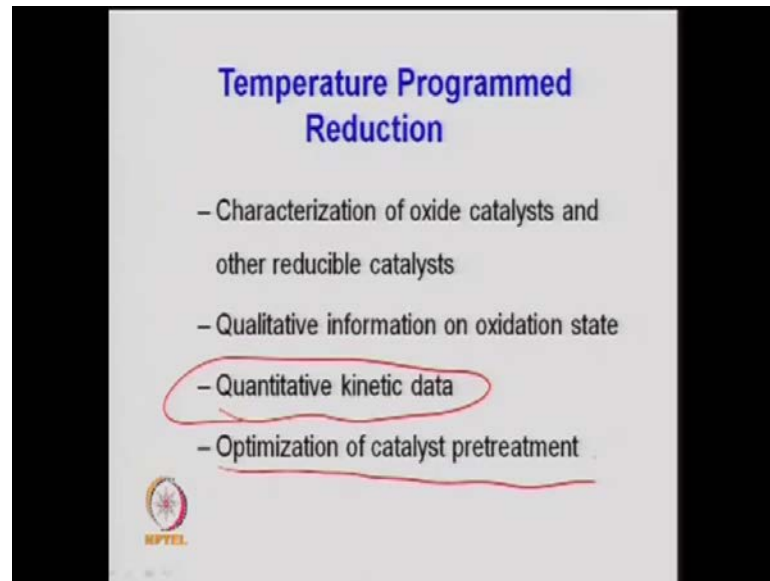 Temperature Programmed
Reduction
– Characterization of oxide catalysts and
other reducible catalysts
– Qualitative information on oxidation state
– Quantitative kinetic data
– Optimization of catalyst pretreatment
NPTEL